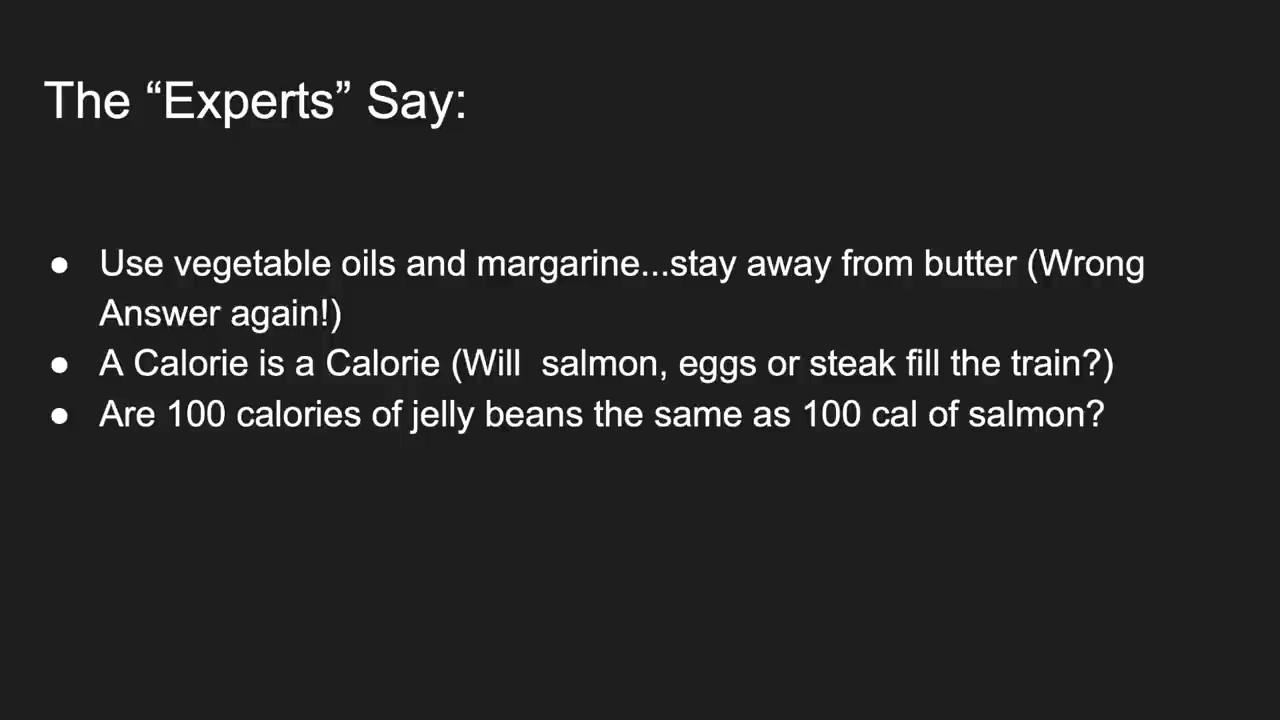 The “Experts” Say:
● Use vegetable oils and margarine...stay away from butter (Wrong
Answer again!)
● A Calorie is a Calorie (Will  salmon, eggs or steak fill the train?)
● Are 100 calories of jelly beans the same as 100 cal of salmon?